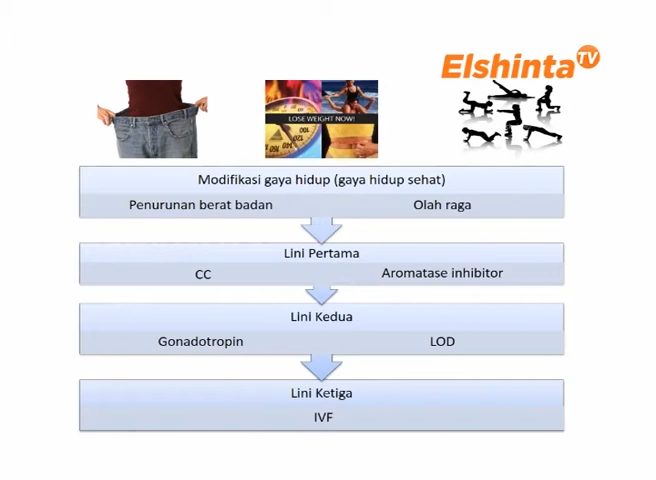 Elshinta TV
LOSE WEIGHT NOW!
Modifikasi gaya hidup (gaya hidup sehat)
Penurunan berat badan Olah raga
Lini Pertama
CC Aromatase inhibitor
Lini Kedua
Gonadotropin LOD
Lini Ketiga
IVF